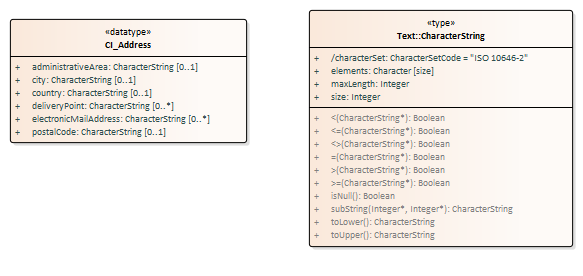 «datatype»
CI_Address
+ administrativeArea: CharacterString [0..1]
+ city: CharacterString [0..1]
+ country: CharacterString [0..1]
+ deliveryPoint: CharacterString [0..*]
+ electronicMailAddress: CharacterString [0..*]
+ postalCode: CharacterString [0..1]
«type»
Text::CharacterString
+ /characterSet: CharacterSetCode = "ISO 10646-2"
+ elements: Character [size]
+ maxLength: Integer
+ size: Integer
+ <(CharacterString*): Boolean
+ <=(CharacterString*): Boolean
+ <>(CharacterString*): Boolean
+ =(CharacterString*): Boolean
+ >(CharacterString*): Boolean
+ >=(CharacterString*): Boolean
+ isNull(): Boolean
+ subString(Integer*, Integer*): CharacterString
+ toLower(): CharacterString
+ toUpper(): CharacterString